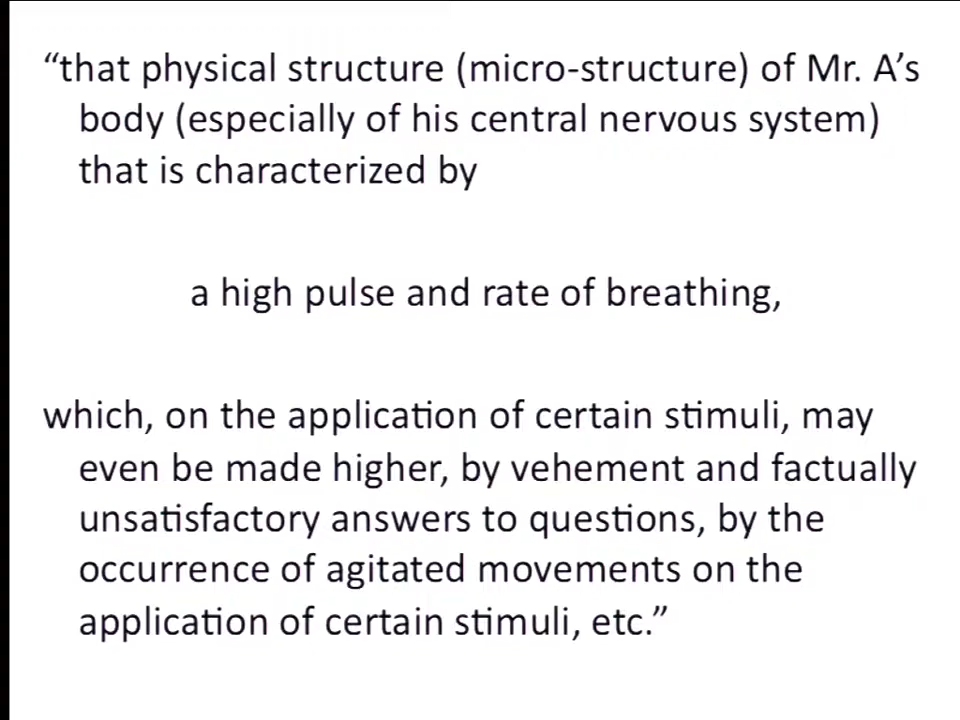 “that physical structure (micro-structure) of Mr. A’s
body (especially of his central nervous system)
that is characterized by
a high pulse and rate of breathing,
which, on the application of certain stimuli, may
even be made higher, by vehement and factually
unsatisfactory answers to questions, by the
occurrence of agitated movements on the
application of certain stimuli, etc.”